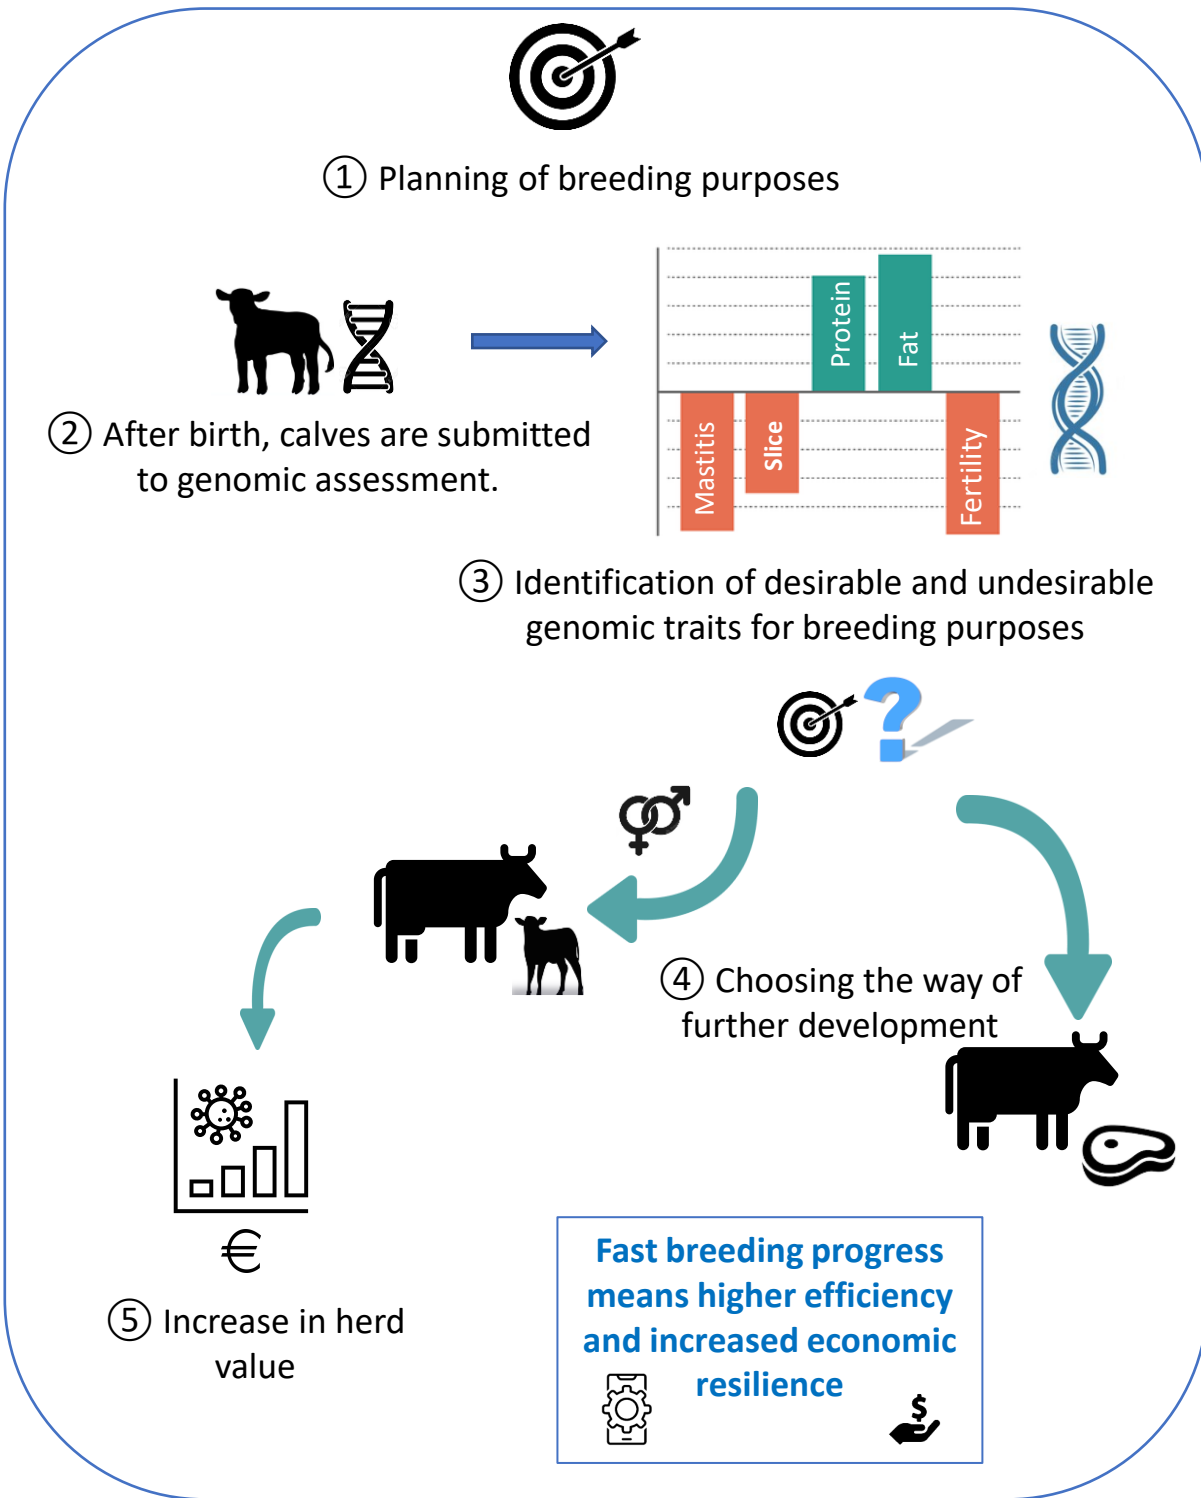 ① Planning of breeding purposes
Mastitis
Slice
Protein
Fat
Fertility
② After birth, calves are submitted
to genomic assessment.
③ Identification of desirable and undesirable
genomic traits for breeding purposes
?
④ Choosing the way of
further development
€
⑤ Increase in herd
value
Fast breeding progress
means higher efficiency
and increased economic
resilience
$